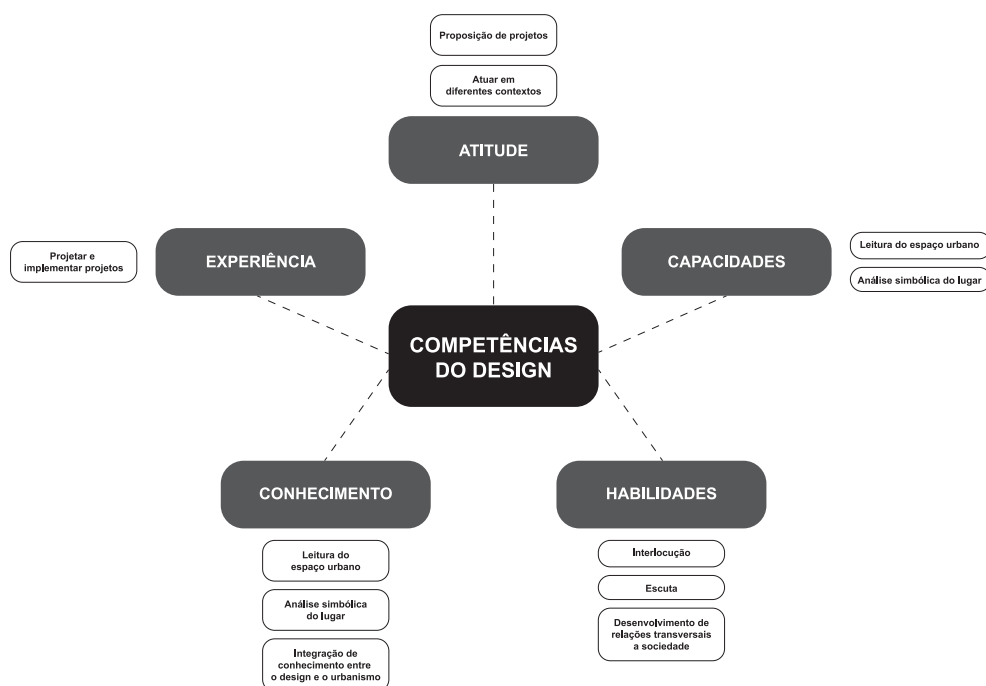 Proposição de projetos
Atuar em
diferentes contextos
ATITUDE
Projetar e
implementar projetos
EXPERIÊNCIA
CAPACIDADES
Leitura do espaço urbano
Análise simbólica do lugar
COMPETÊNCIAS
DO DESIGN
CONHECIMENTO
Leitura do
espaço urbano
Análise simbólica
do lugar
Integração de
conhecimento entre
o design e o urbanismo
HABILIDADES
Interlocução
Escuta
Desenvolvimento de
relações transversais
a sociedade